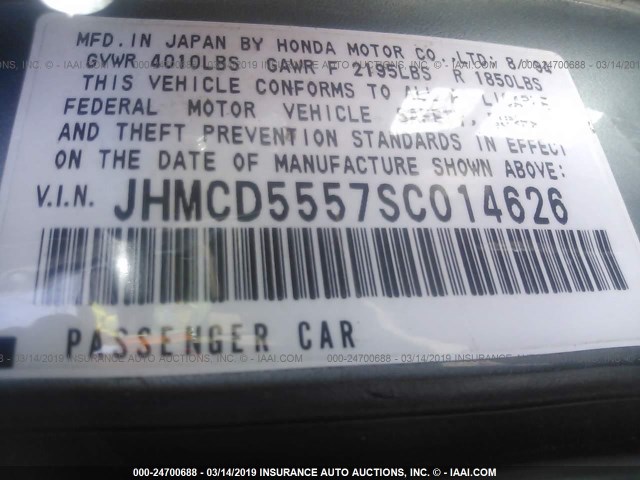 MFD. IN JAPAN BY HONDA MOTOR CO., LTD. 8/94
GVWR 4010LBS GAWR F 2195LBS R 1850LBS
THIS VEHICLE CONFORMS TO ALL
FEDERAL MOTOR VEHICLE
AND THEFT PREVENTION STANDARDS IN EFFECT
ON THE DATE OF MANUFACTURE SHOWN ABOVE:
V.I.N. JHMCD5557SC014626
PASSENGER CAR
000-24700688 - 03/14/2019 INSURANCE AUTO AUCTIONS, INC. © - IAAI.COM